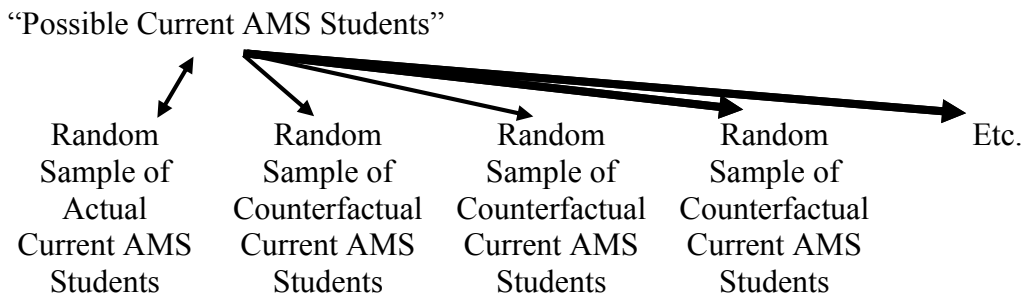 “Possible Current AMS Students”
Random Random Random Random Etc.
Sample of Sample of Sample of Sample of
Actual Counterfactual Counterfactual Counterfactual
Current AMS Current AMS Current AMS Current AMS
Students Students Students Students